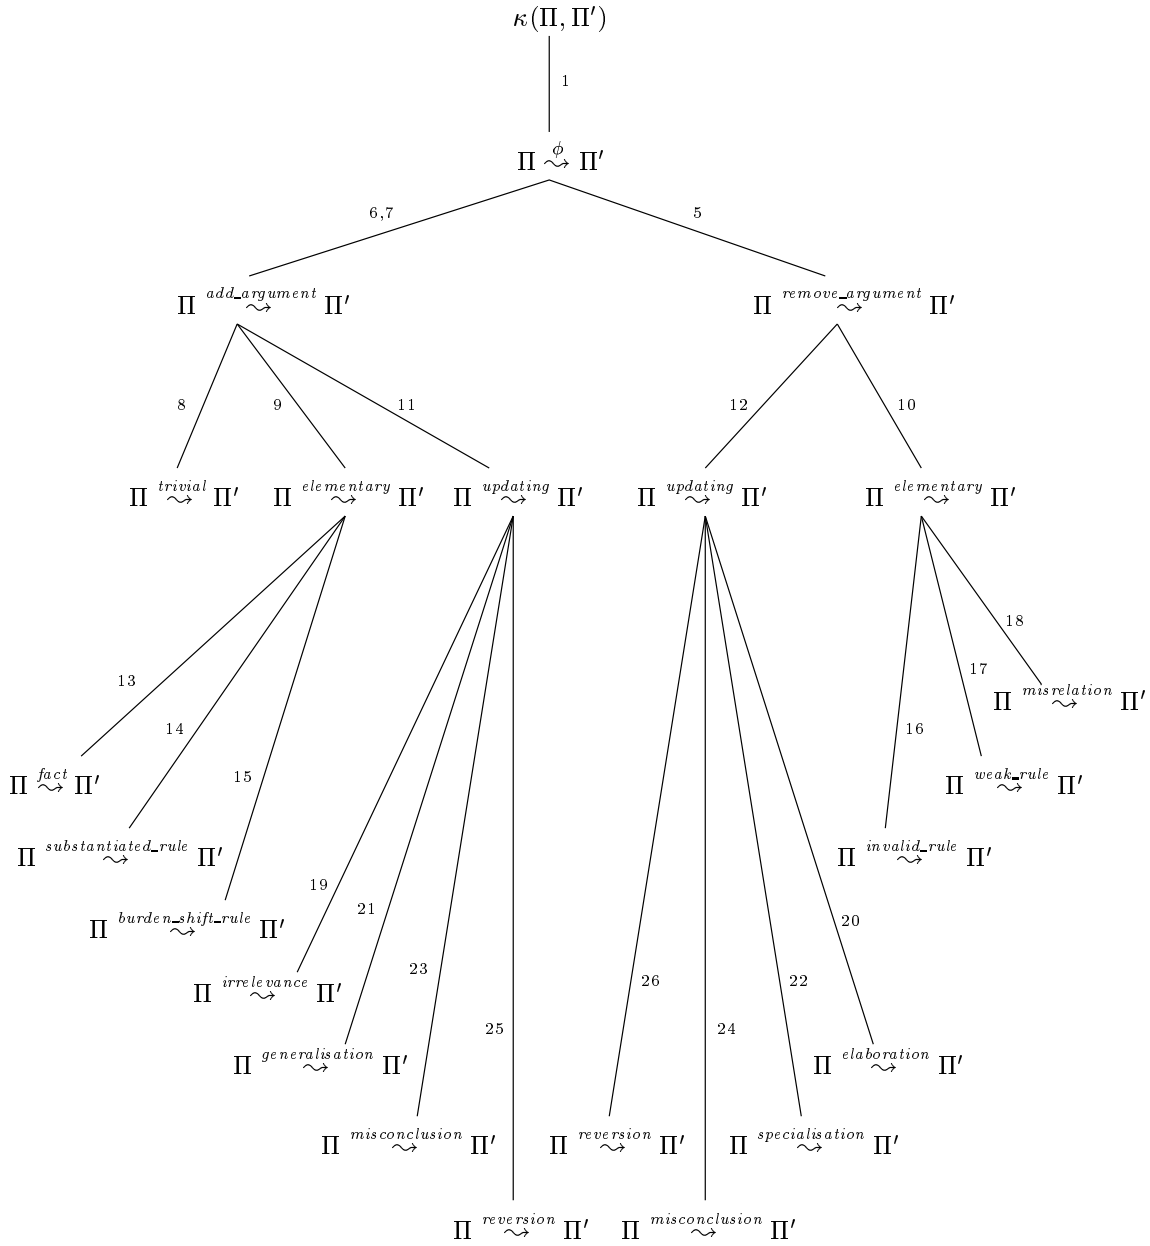 κ(Π, Π′)
1
Π ϕ⤳ Π′
6,7 5
Π add_argument⤳ Π′ Π remove_argument⤳ Π′
8 9 11 12 10
Π trivial⤳ Π′ Π elementary⤳ Π′ Π updating⤳ Π′ Π updating⤳ Π′ Π elementary⤳ Π′
18
17
13
Π misrelation⤳ Π′
14 16
15
Π fact⤳ Π′ Π weak_rule⤳ Π′
Π substantiated_rule⤳ Π′ Π invalid_rule⤳ Π′
19
21 20
Π burden_shift_rule⤳ Π′
23 26 22
Π irrelevance⤳ Π′
25 24
Π generalisation⤳ Π′ Π elaboration⤳ Π′
Π misconclusion⤳ Π′ Π reversion⤳ Π′ Π specialisation⤳ Π′
Π reversion⤳ Π′ Π misconclusion⤳ Π′